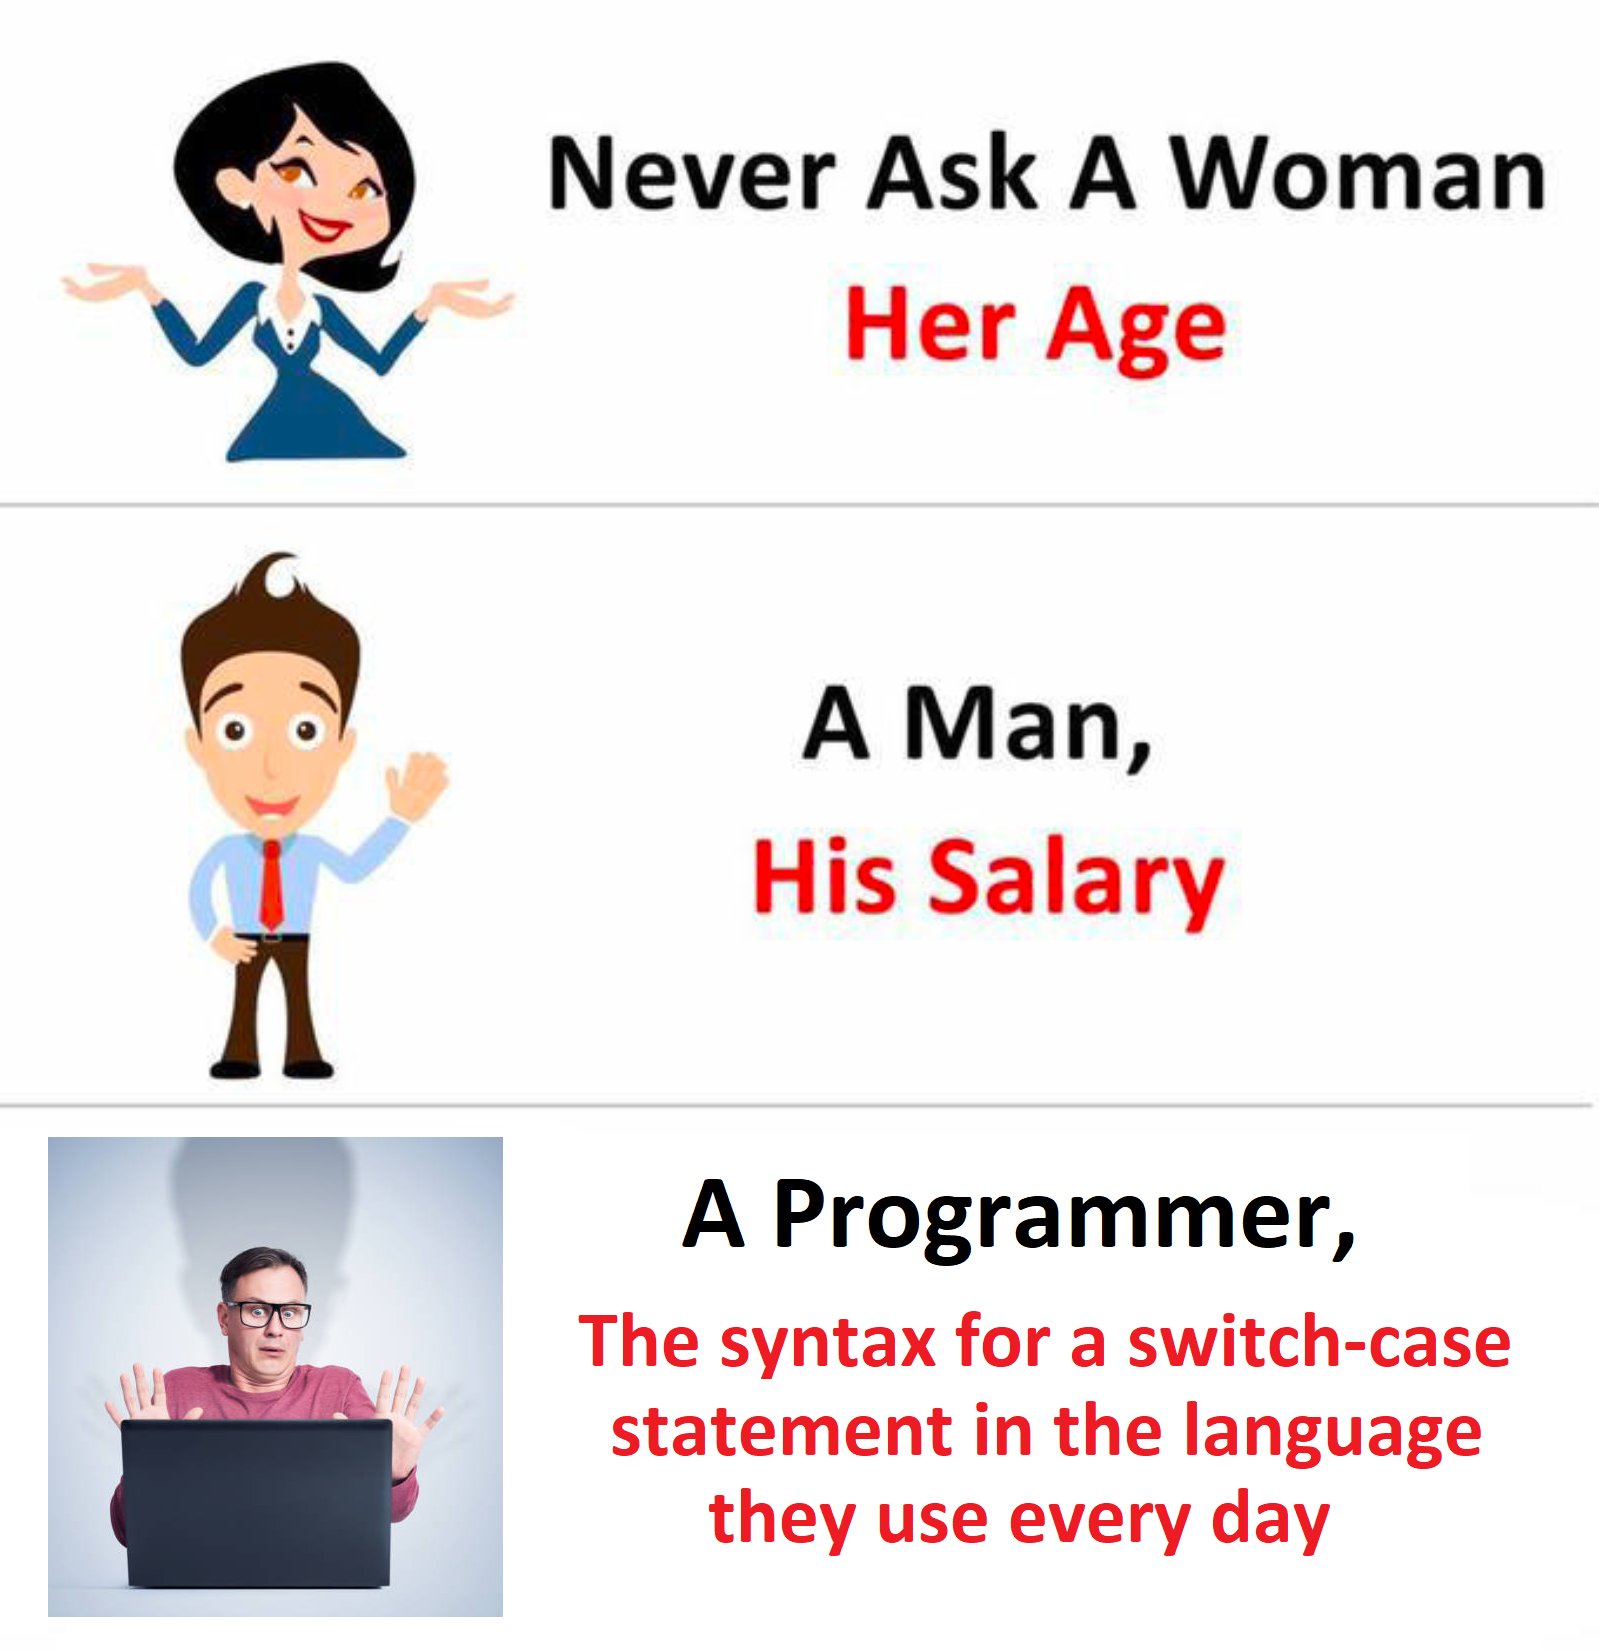 Never Ask A Woman
Her Age
A Man,
His Salary
A Programmer,
The syntax for a switch-case
statement in the language
they use every day